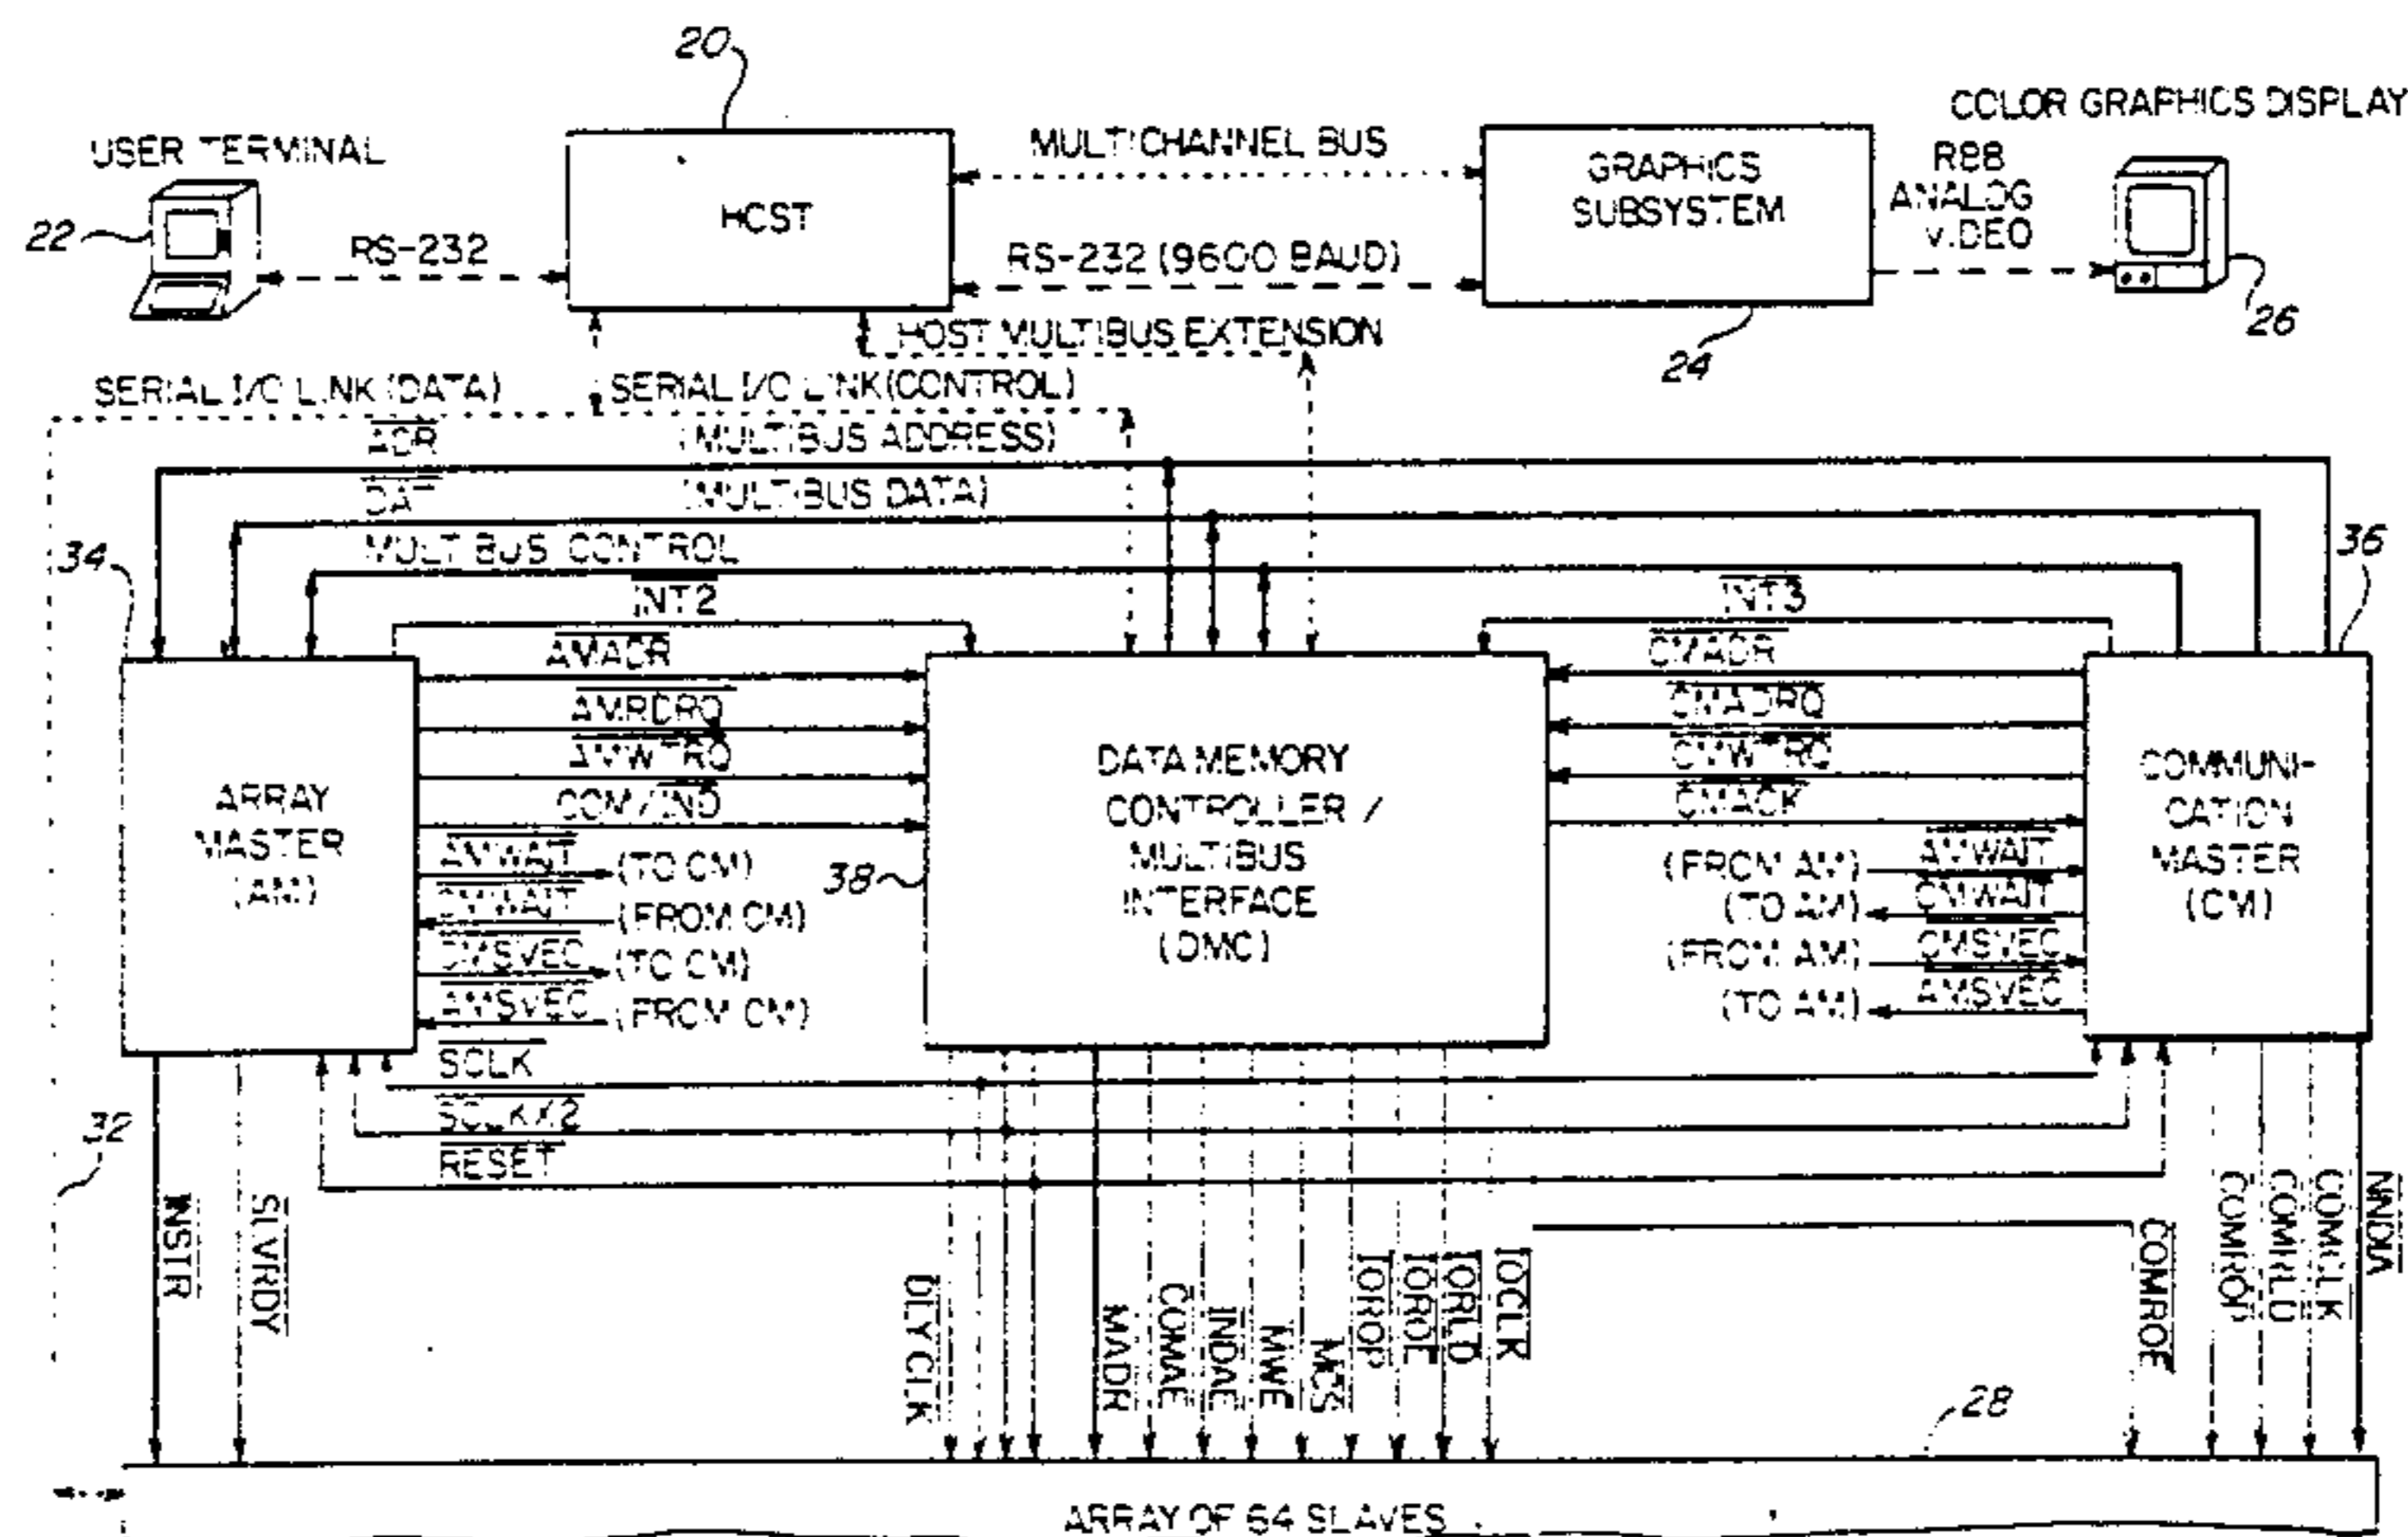 20
COLOR GRAPHICS DISPLAY
USER TERMINAL
MULTICHANNEL BUS
GRAPHICS
SUBSYSTEM
R88
ANALOG
VIDEO
HCST
22
RS-232
RS-232 (9600 BAUD)
26
HOST MULTIBUS EXTENSION
24
SERIAL I/O LINK (DATA)
SERIAL I/O LINK (CONTROL)
ADR
(MULTIBUS ADDRESS)
DAT
(MULTIBUS DATA)
34
MULTIBUS CONTROL
36
INT2
INT3
AMADR
CMADR
AMRDRQ
CMADRQ
AMWTRQ
CMWTRQ
COM/IND
CMACK
ARRAY
MASTER
(AM)
DATA MEMORY
CONTROLLER /
MULTIBUS
INTERFACE
(DMC)
COMMUNI-
CATION
MASTER
(CM)
38
AMWAIT
(TO CM)
CMWAIT
(FROM CM)
CMSVEC
(TO CM)
AMSVEC
(FROM CM)
(FROM AM)
AMWAIT
(TO AM)
CMWAIT
(FROM AM)
CMSVEC
(TO AM)
AMSVEC
SCLK
SCLKX2
RESET
32
INSTR
SLVRDY
DLYCLK
MADR
COMAE
INDAE
MWE
MCS
IOROP
IOROE
IORLD
IOCLK
COMROE
COMROP
COMRLD
COMCLK
INDIA
28
ARRAY OF 64 SLAVES